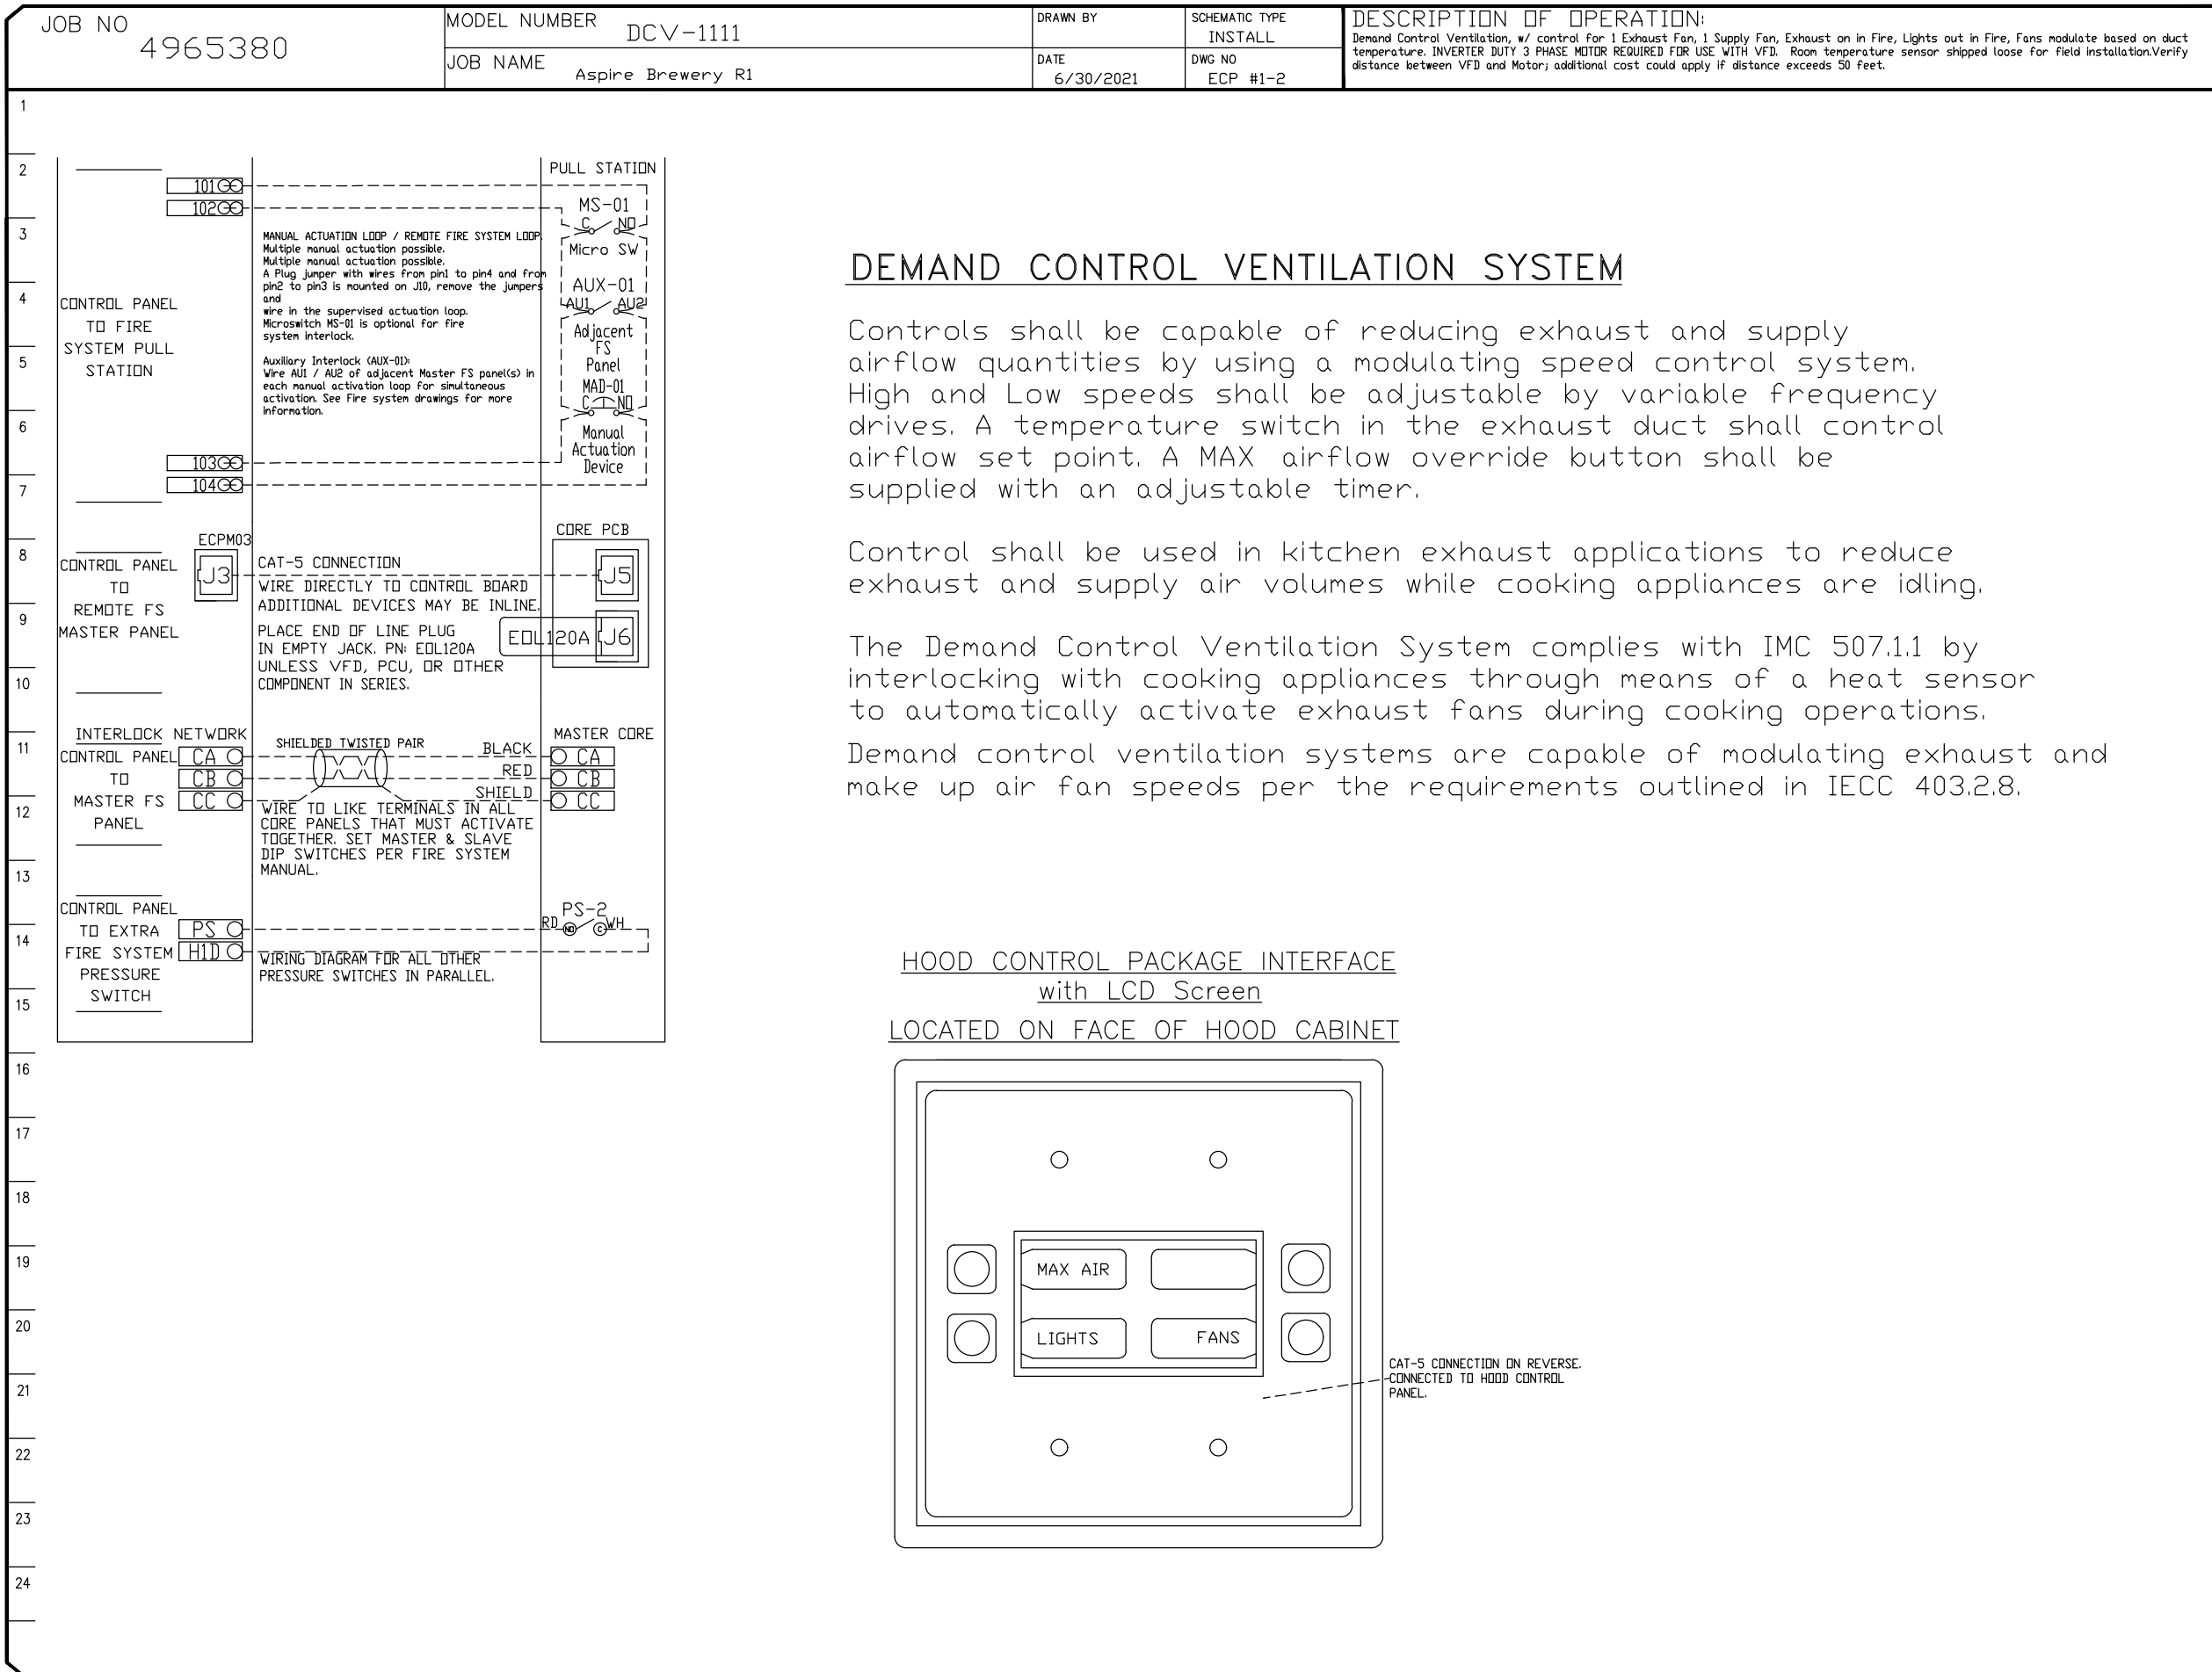 JOB NO
4965380
MODEL NUMBER DCV-1111
JOB NAME Aspire Brewery R1
DRAWN BY
DATE
6/30/2021
SCHEMATIC TYPE
INSTALL
DWG NO
ECP #1-2
DESCRIPTION OF OPERATION:
Demand Control Ventilation, w/ control for 1 Exhaust Fan, 1 Supply Fan, Exhaust on in Fire, Lights out in Fire, Fans modulate based on duct
temperature. INVERTER DUTY 3 PHASE MOTOR REQUIRED FOR USE WITH VFD.  Room temperature sensor shipped loose for field installation.Verify
distance between VFD and Motor; additional cost could apply if distance exceeds 50 feet.
1
2
3
4
5
6
7
8
9
10
11
12
13
14
15
16
17
18
19
20
21
22
23
24
CONTROL PANEL
TO FIRE
SYSTEM PULL
STATION
101
102
103
104
MANUAL ACTUATION LOOP / REMOTE FIRE SYSTEM LOOP.
Multiple manual actuation possible.
Multiple manual actuation possible.
A Plug jumper with wires from pin1 to pin4 and from
pin2 to pin3 is mounted on J10, remove the jumpers
and
wire in the supervised actuation loop.
Microswitch MS-01 is optional for fire
system interlock.
Auxiliary Interlock (AUX-01):
Wire AU1 / AU2 of adjacent Master FS panel(s) in
each manual activation loop for simultaneous
activation. See Fire system drawings for more
information.
PULL STATION
MS-01
C NO
Micro SW
AUX-01
AU1 AU2
Adjacent
FS
Panel
MAD-01
C NO
Manual
Actuation
Device
CONTROL PANEL
TO
REMOTE FS
MASTER PANEL
ECPM03
J3
CAT-5 CONNECTION
WIRE DIRECTLY TO CONTROL BOARD
ADDITIONAL DEVICES MAY BE INLINE.
PLACE END OF LINE PLUG
IN EMPTY JACK. PN: EOL120A
UNLESS VFD, PCU, OR OTHER
COMPONENT IN SERIES.
CORE PCB
J5
EOL120A J6
INTERLOCK NETWORK
CONTROL PANEL
TO
MASTER FS
PANEL
CA
CB
CC
SHIELDED TWISTED PAIR
BLACK
RED
SHIELD
WIRE TO LIKE TERMINALS IN ALL
CORE PANELS THAT MUST ACTIVATE
TOGETHER. SET MASTER & SLAVE
DIP SWITCHES PER FIRE SYSTEM
MANUAL.
MASTER CORE
CA
CB
CC
CONTROL PANEL
TO EXTRA
FIRE SYSTEM
PRESSURE
SWITCH
PS
H1D
WIRING DIAGRAM FOR ALL OTHER
PRESSURE SWITCHES IN PARALLEL.
PS-2
RD NO C WH
DEMAND CONTROL VENTILATION SYSTEM
Controls shall be capable of reducing exhaust and supply
airflow quantities by using a modulating speed control system.
High and Low speeds shall be adjustable by variable frequency
drives. A temperature switch in the exhaust duct shall control
airflow set point. A MAX airflow override button shall be
supplied with an adjustable timer.
Control shall be used in kitchen exhaust applications to reduce
exhaust and supply air volumes while cooking appliances are idling.
The Demand Control Ventilation System complies with IMC 507.1.1 by
interlocking with cooking appliances through means of a heat sensor
to automatically activate exhaust fans during cooking operations.
Demand control ventilation systems are capable of modulating exhaust and
make up air fan speeds per the requirements outlined in IECC 403.2.8.
HOOD CONTROL PACKAGE INTERFACE
with LCD Screen
LOCATED ON FACE OF HOOD CABINET
MAX AIR
LIGHTS FANS
CAT-5 CONNECTION ON REVERSE.
CONNECTED TO HOOD CONTROL
PANEL.